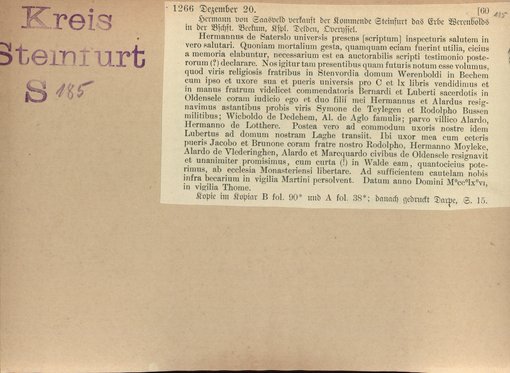 Kreis
Steinfurt
S 185
1266 Dezember 20. [60
195
Hermann von Saasveld verkauft der Kommende Steinfurt das Erbe Werenbolds
in der Bschft. Beckum, Kspl. Delden, Overyssel.
Hermannus de Saterslo universis presens [scriptum] inspecturis salutem in
vero salutari. Quoniam mortalium gesta, quamquam eciam fuerint utilia, cicius
a memoria elabuntur, necessarium est ea auctorabilis scripti testimonio poste-
rorum (?) declarare. Nos igitur tam presentibus quam futuris notum esse volumus,
quod viris religiosis fratribus in Stenvordia domum Werenboldi in Bechem
cum ipso et uxore sua et pueris universis pro C et lx libris vendidimus et
in manus fratrum videlicet commendatoris Bernardi et Luberti sacerdotis in
Oldensele coram iudicio ego et duo filii mei Hermannus et Alardus resig-
navimus astantibus probis viris Symone de Teylegen et Rodolpho Bussen
militibus; Wicboldo de Dedehem, Al. de Aglo famulis; parvo villico Alardo,
Hermanno de Lotthere. Postea vero ad commodum uxoris nostre idem
Lubertus ad domum nostram Laghe transiit. Ibi uxor mea cum ceteris
pueris Jacobo et Brunone coram fratre nostro Rodolpho, Hermanno Moyleke,
Alardo de Vlederinghen, Alardo et Marcquardo civibus de Oldensele resignavit
et unanimiter promisimus, cum curta (!) in Walde eam, quantocicius pote-
rimus, ab ecclesia Monasteriensi libertare. Ad sufficientem cautelam nobis
infra becarium in vigilia Martini persolvent. Datum anno Domini M°cc°lx°vi,
in vigilia Thome.
Kopie im Kopiar B fol. 90ᵃ und A fol. 38ᵃ; danach gedruckt Darpe, S. 15.